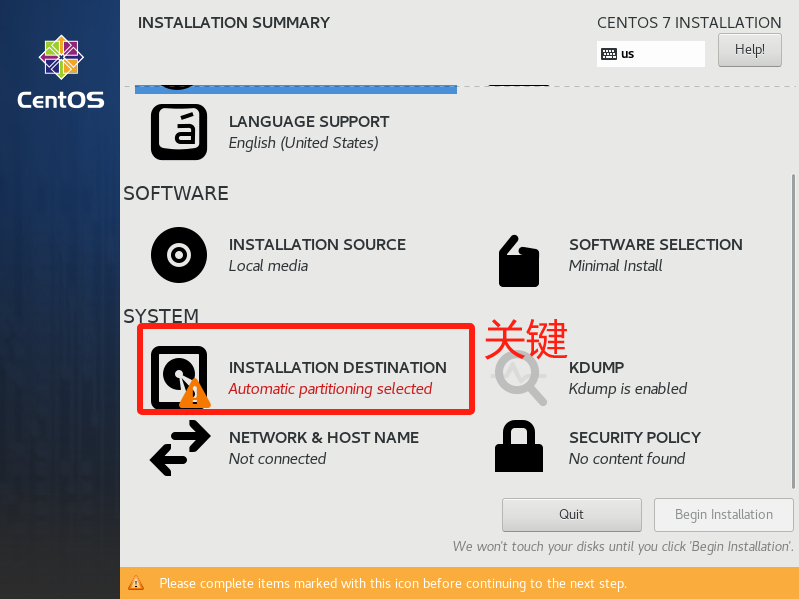 INSTALLATION SUMMARY
CENTOS 7 INSTALLATION
us
Help!
CentOS
LANGUAGE SUPPORT
English (United States)
SOFTWARE
INSTALLATION SOURCE
Local media
SOFTWARE SELECTION
Minimal Install
SYSTEM
关键
INSTALLATION DESTINATION
Automatic partitioning selected
KDUMP
Kdump is enabled
NETWORK & HOST NAME
Not connected
SECURITY POLICY
No content found
Quit
Begin Installation
We won't touch your disks until you click 'Begin Installation'.
Please complete items marked with this icon before continuing to the next step.